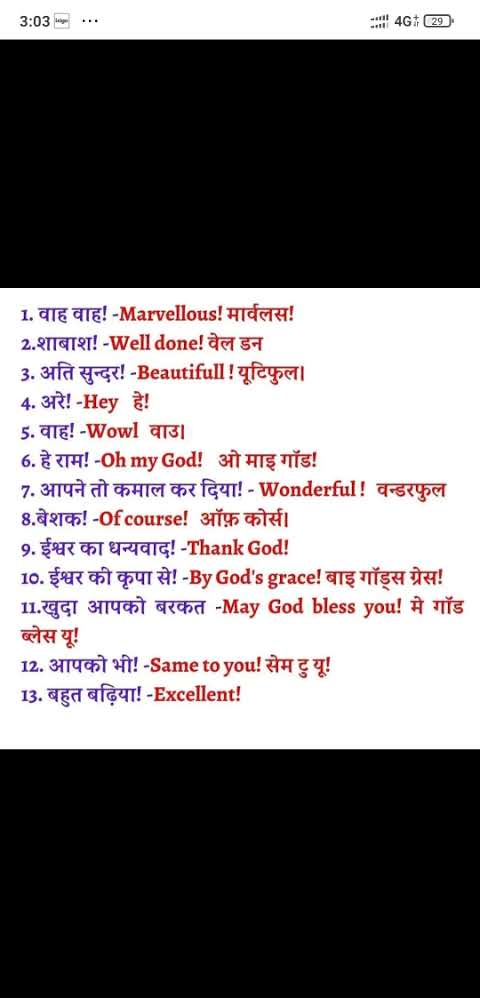 3:03
4G
29
1. वाह वाह! -Marvellous! मार्वलस!
2.शाबाश! -Well done! वेल डन
3. अति सुन्दर! -Beautifull ! यूटिफुल।
4. अरे! -Hey हे!
5. वाह! -Wowl वाउ।
6. हे राम! -Oh my God! ओ माइ गॉड!
7. आपने तो कमाल कर दिया! - Wonderful ! वन्डरफुल
8.बेशक! -Of course! ऑफ़ कोर्स।
9. ईश्वर का धन्यवाद! -Thank God!
10. ईश्वर की कृपा से! -By God's grace! बाइ गॉड्स ग्रेस!
11.खुदा आपको बरकत -May God bless you! मे गॉड
ब्लेस यू!
12. आपको भी! -Same to you! सेम टु यू!
13. बहुत बढ़िया! -Excellent!